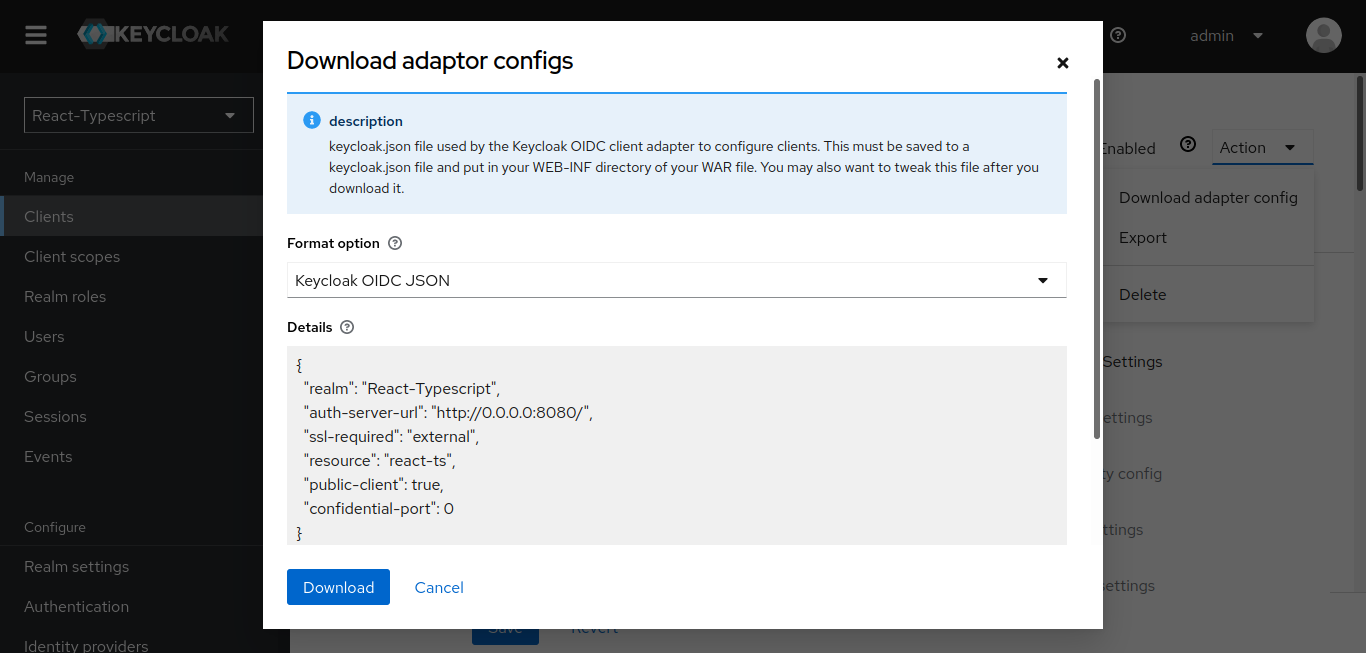 KEYCLOAK
admin
React-Typescript
Manage
Clients
Client scopes
Realm roles
Users
Groups
Sessions
Events
Configure
Realm settings
Authentication
Identity providers
Download adaptor configs
description
keycloak.json file used by the Keycloak OIDC client adapter to configure clients. This must be saved to a
keycloak.json file and put in your WEB-INF directory of your WAR file. You may also want to tweak this file after you
download it.
Format option
Keycloak OIDC JSON
Details
{
"realm": "React-Typescript",
"auth-server-url": "http://0.0.0.0:8080/",
"ssl-required": "external",
"resource": "react-ts",
"public-client": true,
"confidential-port": 0
}
Download Cancel
Save Revert
Enabled
Action
Download adapter config
Export
Delete
Settings
ettings
ty config
ttings
settings